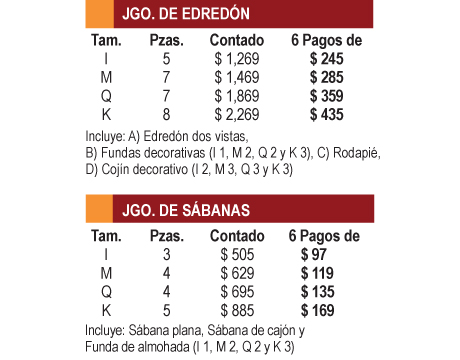 JGO. DE EDREDÓN
Tam. Pzas. Contado 6 Pagos de
I 5 $ 1,269 $ 245
M 7 $ 1,469 $ 285
Q 7 $ 1,869 $ 359
K 8 $ 2,269 $ 435
Incluye: A) Edredón dos vistas,
B) Fundas decorativas (I 1, M 2, Q 2 y K 3), C) Rodapié,
D) Cojín decorativo (I 2, M 3, Q 3 y K 3)
JGO. DE SÁBANAS
Tam. Pzas. Contado 6 Pagos de
I 3 $ 505 $ 97
M 4 $ 629 $ 119
Q 4 $ 695 $ 135
K 5 $ 885 $ 169
Incluye: Sábana plana, Sábana de cajón y
Funda de almohada (I 1, M 2, Q 2 y K 3)